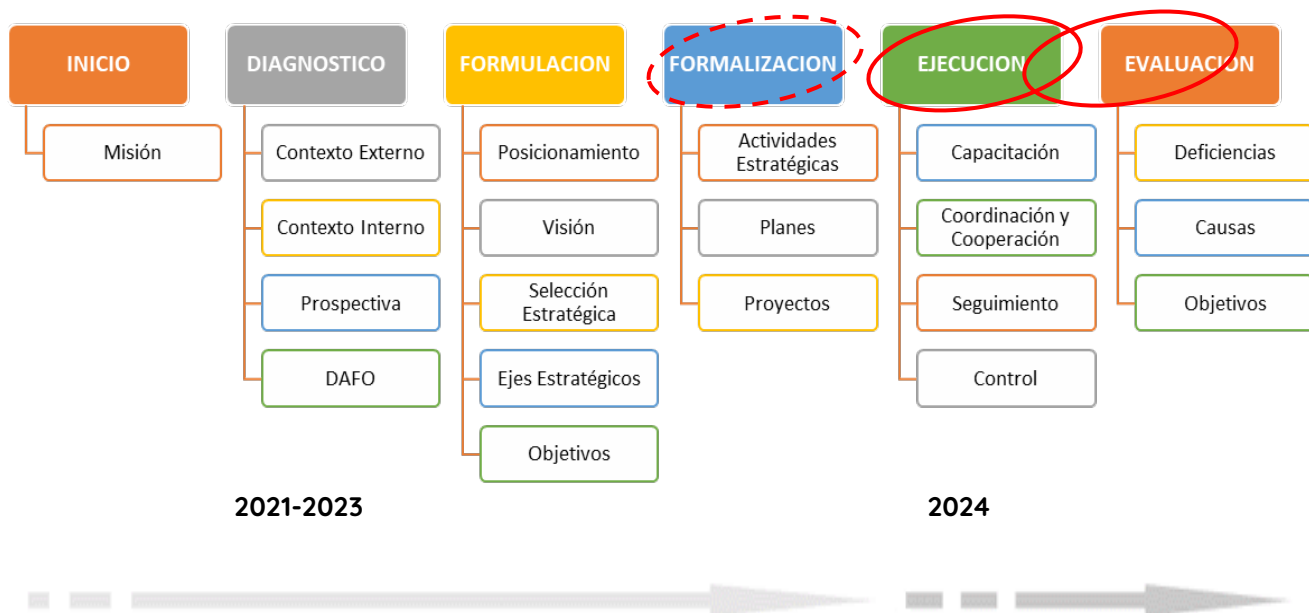 INICIO
Misión
DIAGNOSTICO
Contexto Externo
Contexto Interno
Prospectiva
DAFO
FORMULACION
Posicionamiento
Visión
Selección
Estratégica
Ejes Estratégicos
Objetivos
FORMALIZACION
Actividades
Estratégicas
Planes
Proyectos
EJECUCION
Capacitación
Coordinación y
Cooperación
Seguimiento
Control
EVALUACION
Deficiencias
Causas
Objetivos
2021-2023
2024